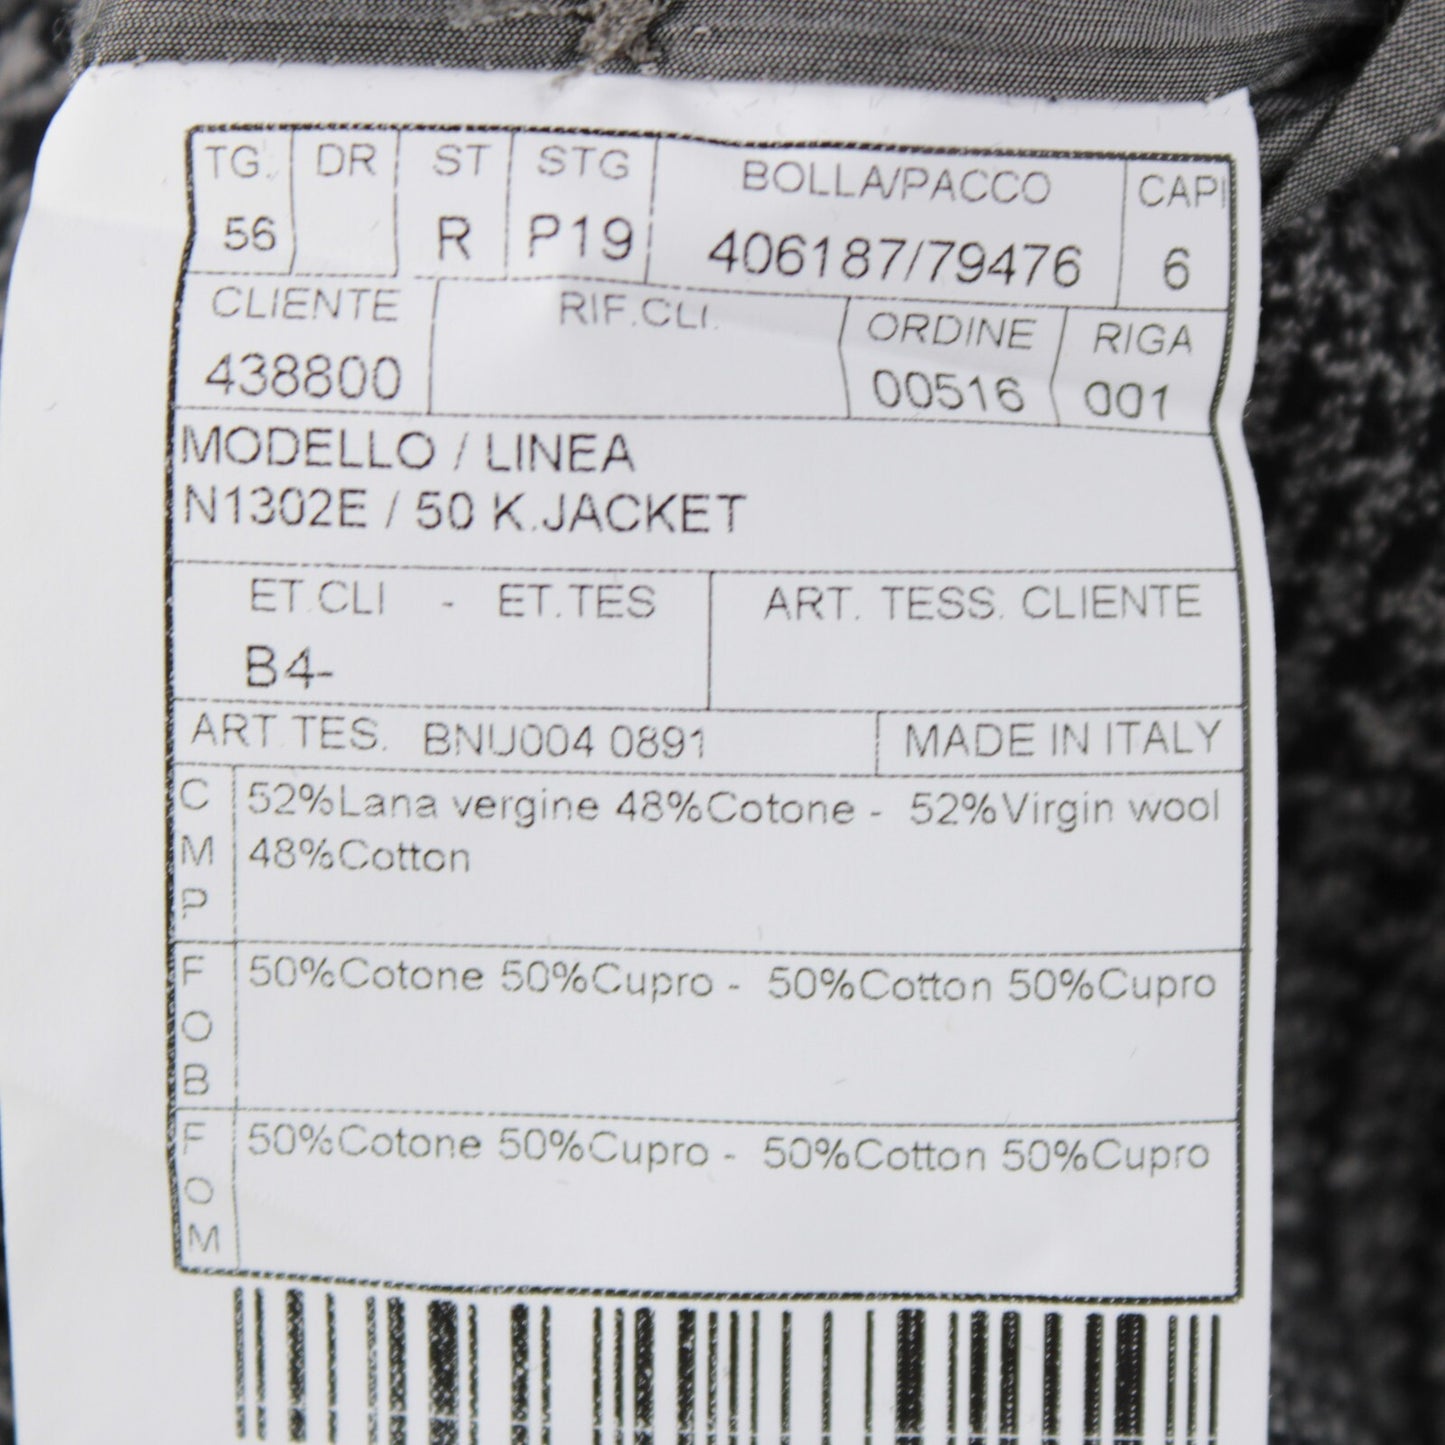 TG. DR ST STG BOLLA/PACCO CAPI
56 R P19 406187/79476 6
CLIENTE RIF.CLI. ORDINE RIGA
438800 00516 001
MODELLO / LINEA
N1302E / 50 K.JACKET
ET.CLI - ET.TES ART. TESS. CLIENTE
B4-
ART.TES. BNU004 0891 MADE IN ITALY
CMP 52%Lana vergine 48%Cotone - 52%Virgin wool
48%Cotton
FOB 50%Cotone 50%Cupro - 50%Cotton 50%Cupro
FOM 50%Cotone 50%Cupro - 50%Cotton 50%Cupro